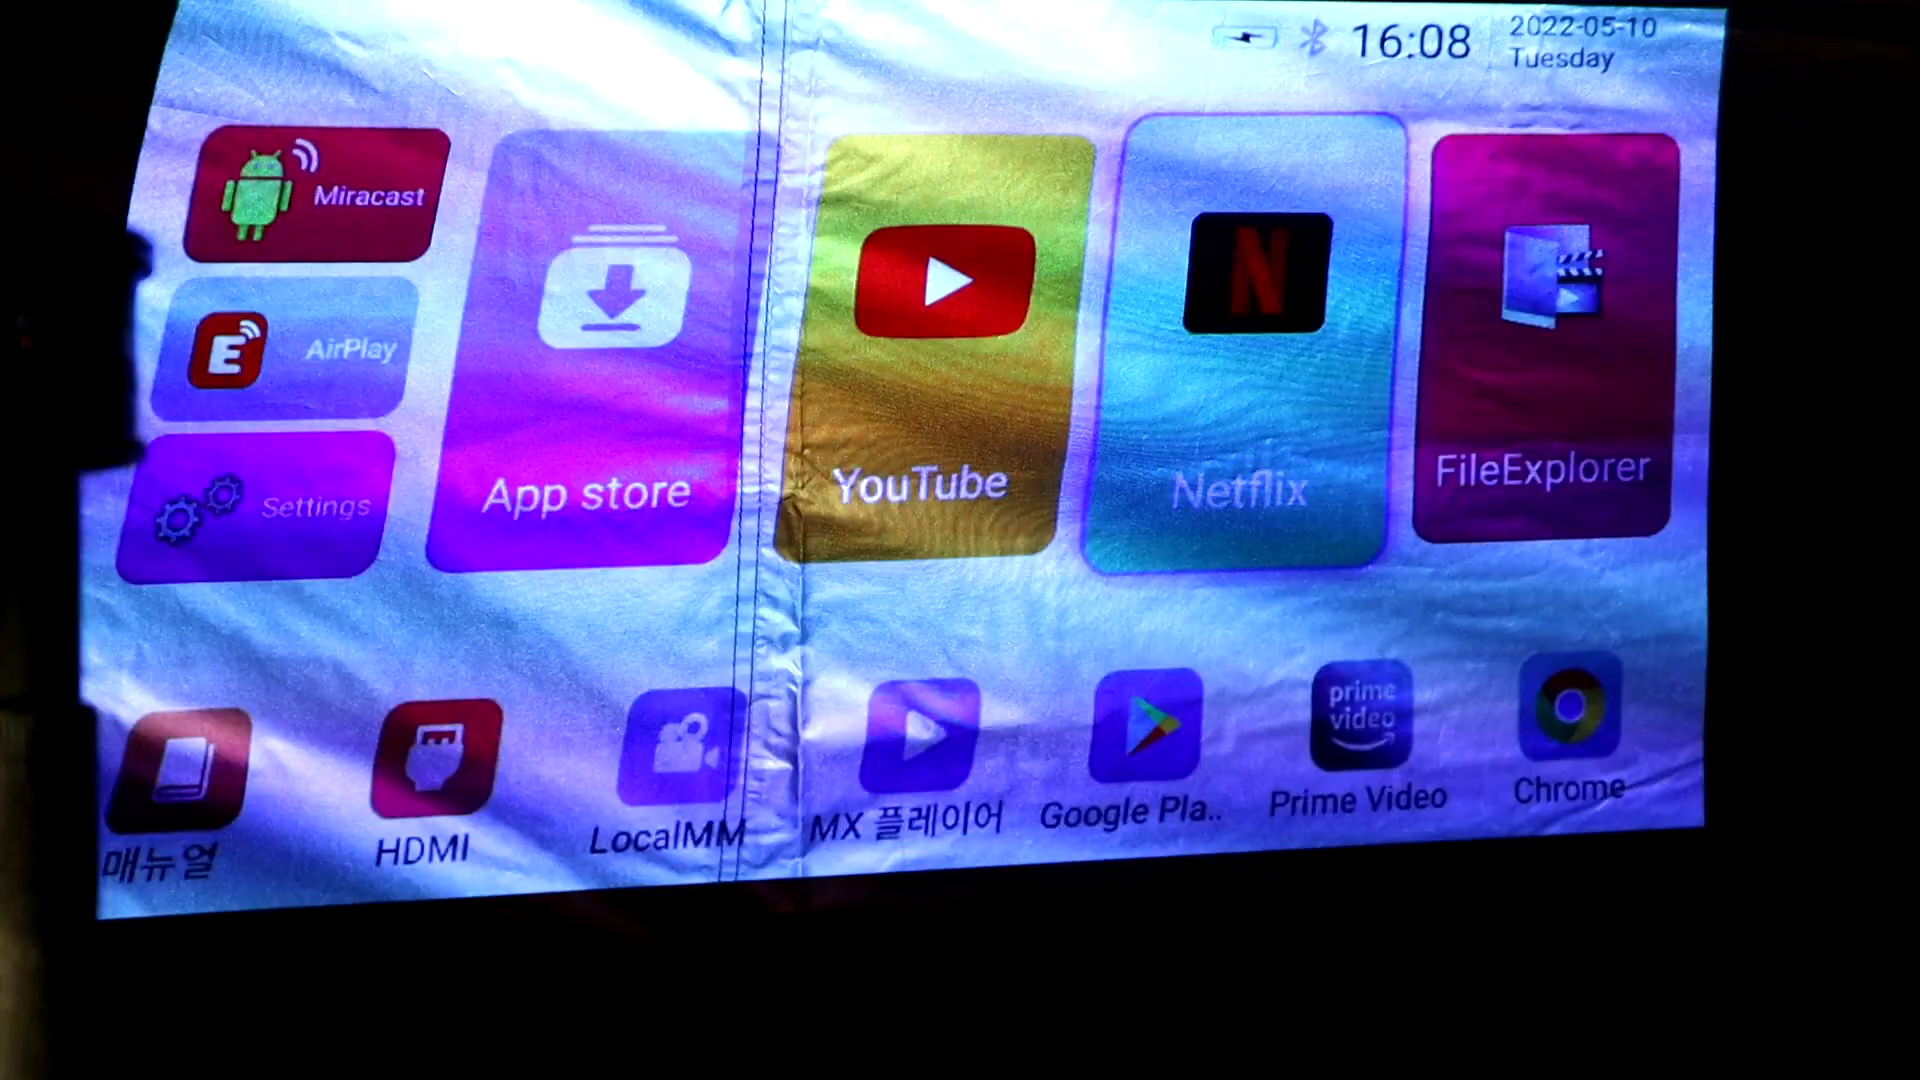 16:08
2022-05-10
Tuesday
Miracast
App store
YouTube
N
Netflix
FileExplorer
E
AirPlay
Settings
매뉴얼
HDMI
LocalMM
MX 플레이어
Google Pla..
prime
video
Prime Video
Chrome